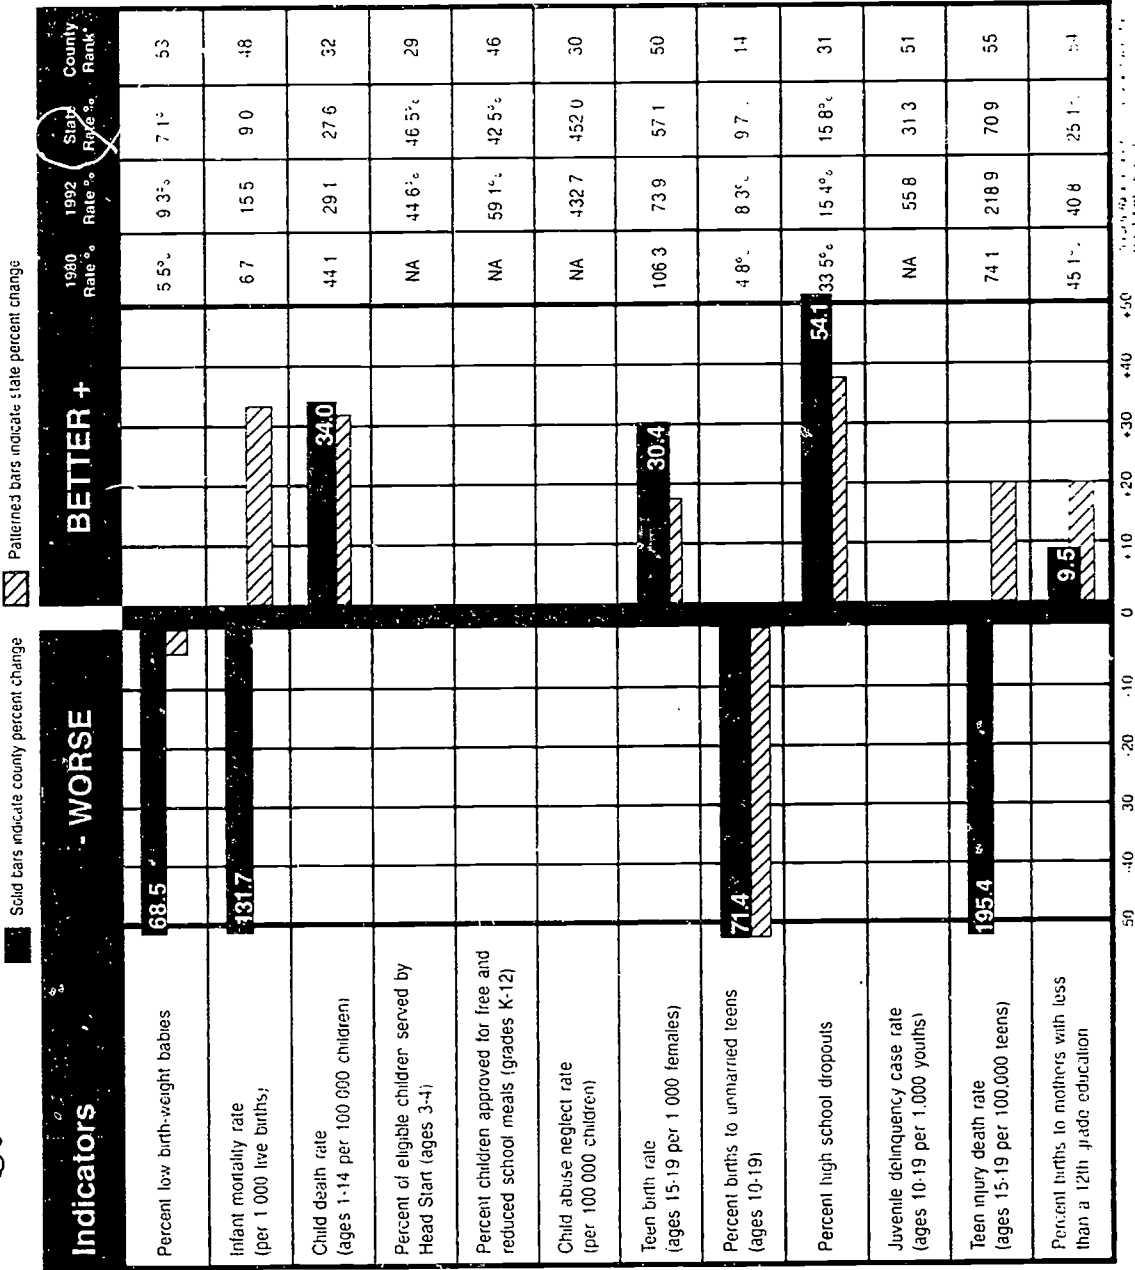 Solid bars indicate county percent change
Patterned bars indicate state percent change
Indicators
- WORSE
BETTER +
1980
Rate %
1992
Rate %
State
Rate %
County
Rank*
Percent low birth-weight babies
68.5
5.5%
9.3%
7.1%
53
Infant mortality rate
(per 1 000 live births)
131.7
6 7
15 5
9 0
48
Child death rate
(ages 1-14 per 100 000 children)
34.0
44 1
29 1
27 6
32
Percent of eligible children served by
Head Start (ages 3-4)
NA
44 6%
46 5%
29
Percent children approved for free and
reduced school meals (grades K-12)
NA
59 1%
42 5%
46
Child abuse neglect rate
(per 100 000 children)
NA
432 7
452 0
30
Teen birth rate
(ages 15-19 per 1 000 females)
30.4
106 3
73 9
57 1
50
Percent births to unmarried teens
(ages 10-19)
71.4
4 8%
8 3%
9 7
14
Percent high school dropouts
54.1
33 5%
15 4%
15 8%
31
Juvenile delinquency case rate
(ages 10-19 per 1,000 youths)
NA
55 8
31 3
51
Teen injury death rate
(ages 15-19 per 100,000 teens)
195.4
74 1
218 9
70 9
55
Percent births to mothers with less
than a 12th grade education
9.5
45 1%
40 8
25 1%
50
-40
-30
-20
-10
0
+10
+20
+30
+40
+50